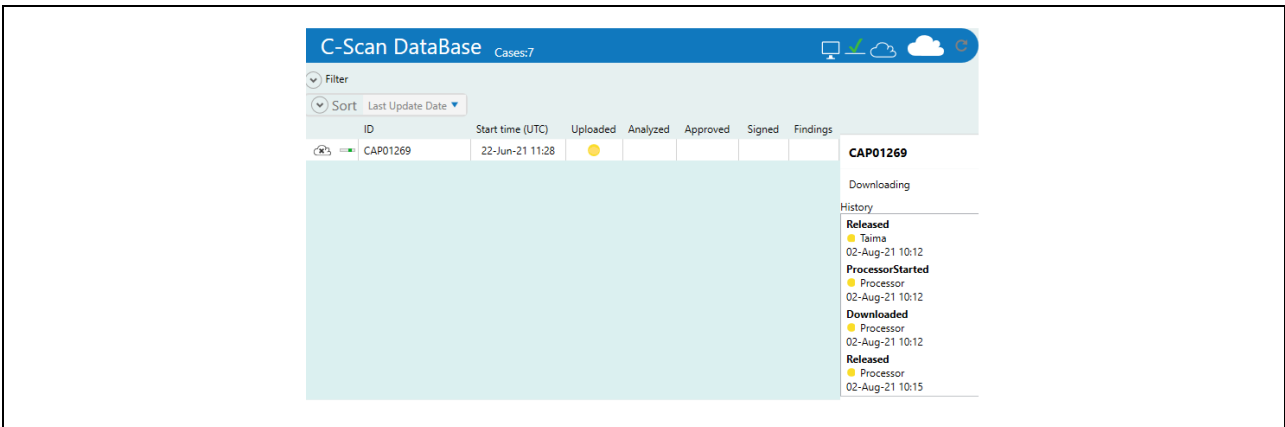 C-Scan DataBase Cases:7
Filter
Sort Last Update Date
ID Start time (UTC) Uploaded Analyzed Approved Signed Findings
CAP01269 22-Jun-21 11:28
CAP01269
Downloading
History
Released
Taima
02-Aug-21 10:12
ProcessorStarted
Processor
02-Aug-21 10:12
Downloaded
Processor
02-Aug-21 10:12
Released
Processor
02-Aug-21 10:15